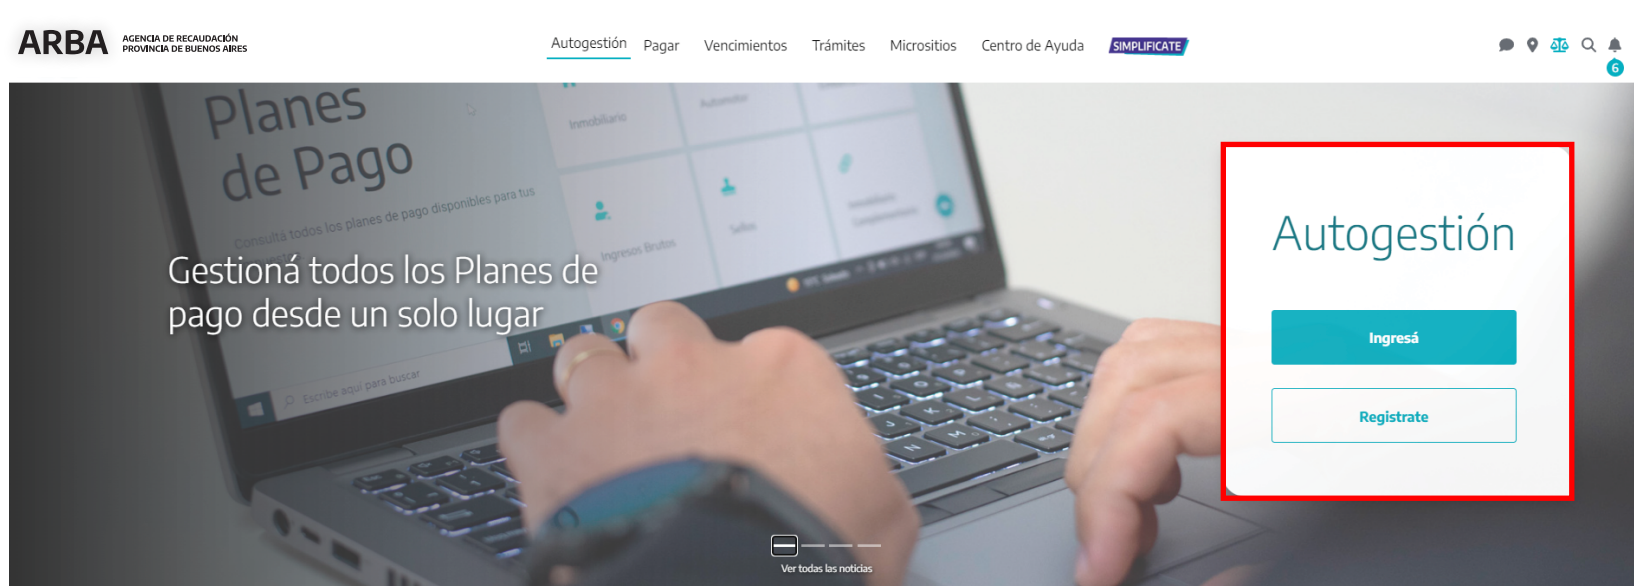 ARBA
AGENCIA DE RECAUDACIÓN
PROVINCIA DE BUENOS AIRES
Autogestión Pagar Vencimientos Trámites Micrositios Centro de Ayuda SIMPLIFICATE
6
Planes
de Pago
Consultá todos los planes de pago disponibles para tus
Inmobiliario
Automotor
Ingresos Brutos
Sellos
Inmobiliario
Complementario
Escribe aquí para buscar
Gestioná todos los Planes de
pago desde un solo lugar
Autogestión
Ingresá
Registrate
Ver todas las noticias